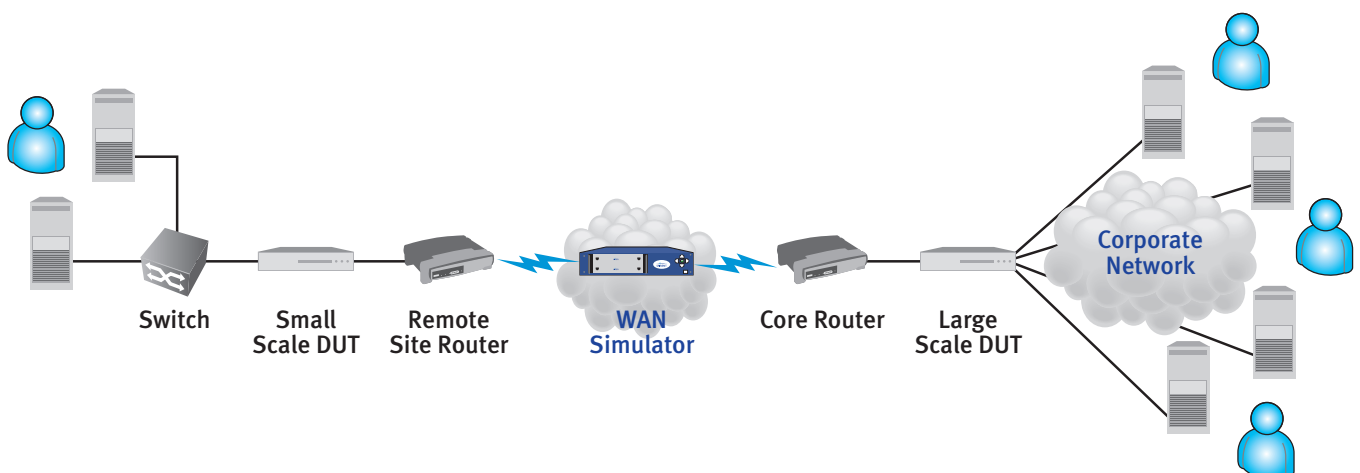 Corporate
Network
Switch
Small
Scale DUT
Remote
Site Router
WAN
Simulator
Core Router
Large
Scale DUT